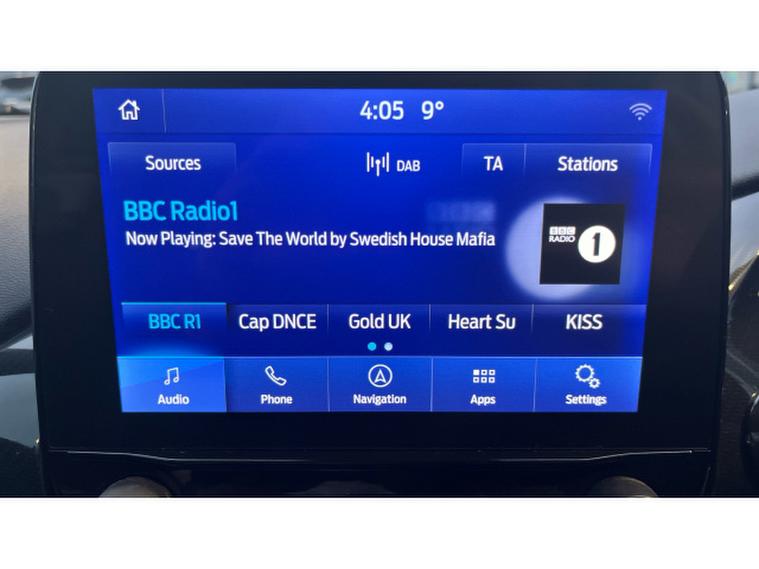 4:05 9°
Sources DAB TA Stations
BBC Radio1
Now Playing: Save The World by Swedish House Mafia
BBC RADIO 1
BBC R1 Cap DNCE Gold UK Heart Su KISS
Audio Phone Navigation Apps Settings